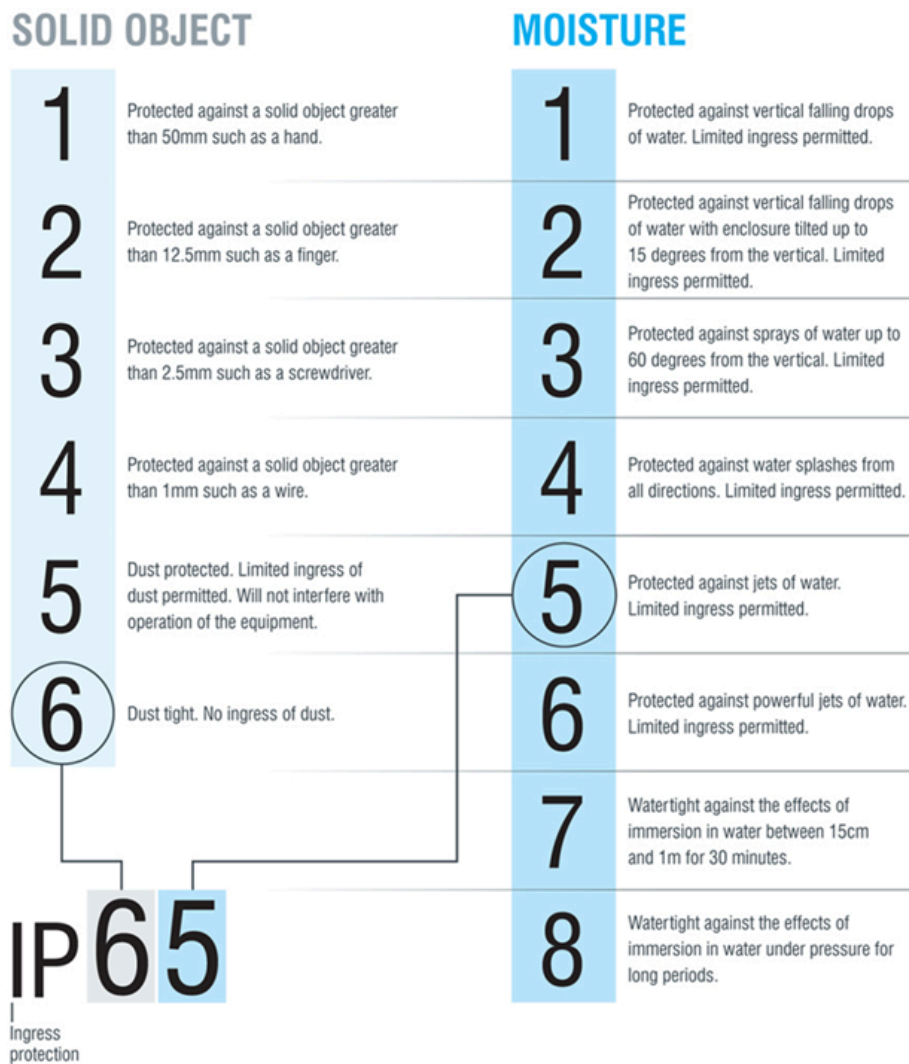 SOLID OBJECT
1
Protected against a solid object greater
than 50mm such as a hand.
2
Protected against a solid object greater
than 12.5mm such as a finger.
3
Protected against a solid object greater
than 2.5mm such as a screwdriver.
4
Protected against a solid object greater
than 1mm such as a wire.
5
Dust protected. Limited ingress of
dust permitted. Will not interfere with
operation of the equipment.
6
Dust tight. No ingress of dust.
MOISTURE
1
Protected against vertical falling drops
of water. Limited ingress permitted.
2
Protected against vertical falling drops
of water with enclosure tilted up to
15 degrees from the vertical. Limited
ingress permitted.
3
Protected against sprays of water up to
60 degrees from the vertical. Limited
ingress permitted.
4
Protected against water splashes from
all directions. Limited ingress permitted.
5
Protected against jets of water.
Limited ingress permitted.
6
Protected against powerful jets of water.
Limited ingress permitted.
7
Watertight against the effects of
immersion in water between 15cm
and 1m for 30 minutes.
8
Watertight against the effects of
immersion in water under pressure for
long periods.
IP65
Ingress
protection